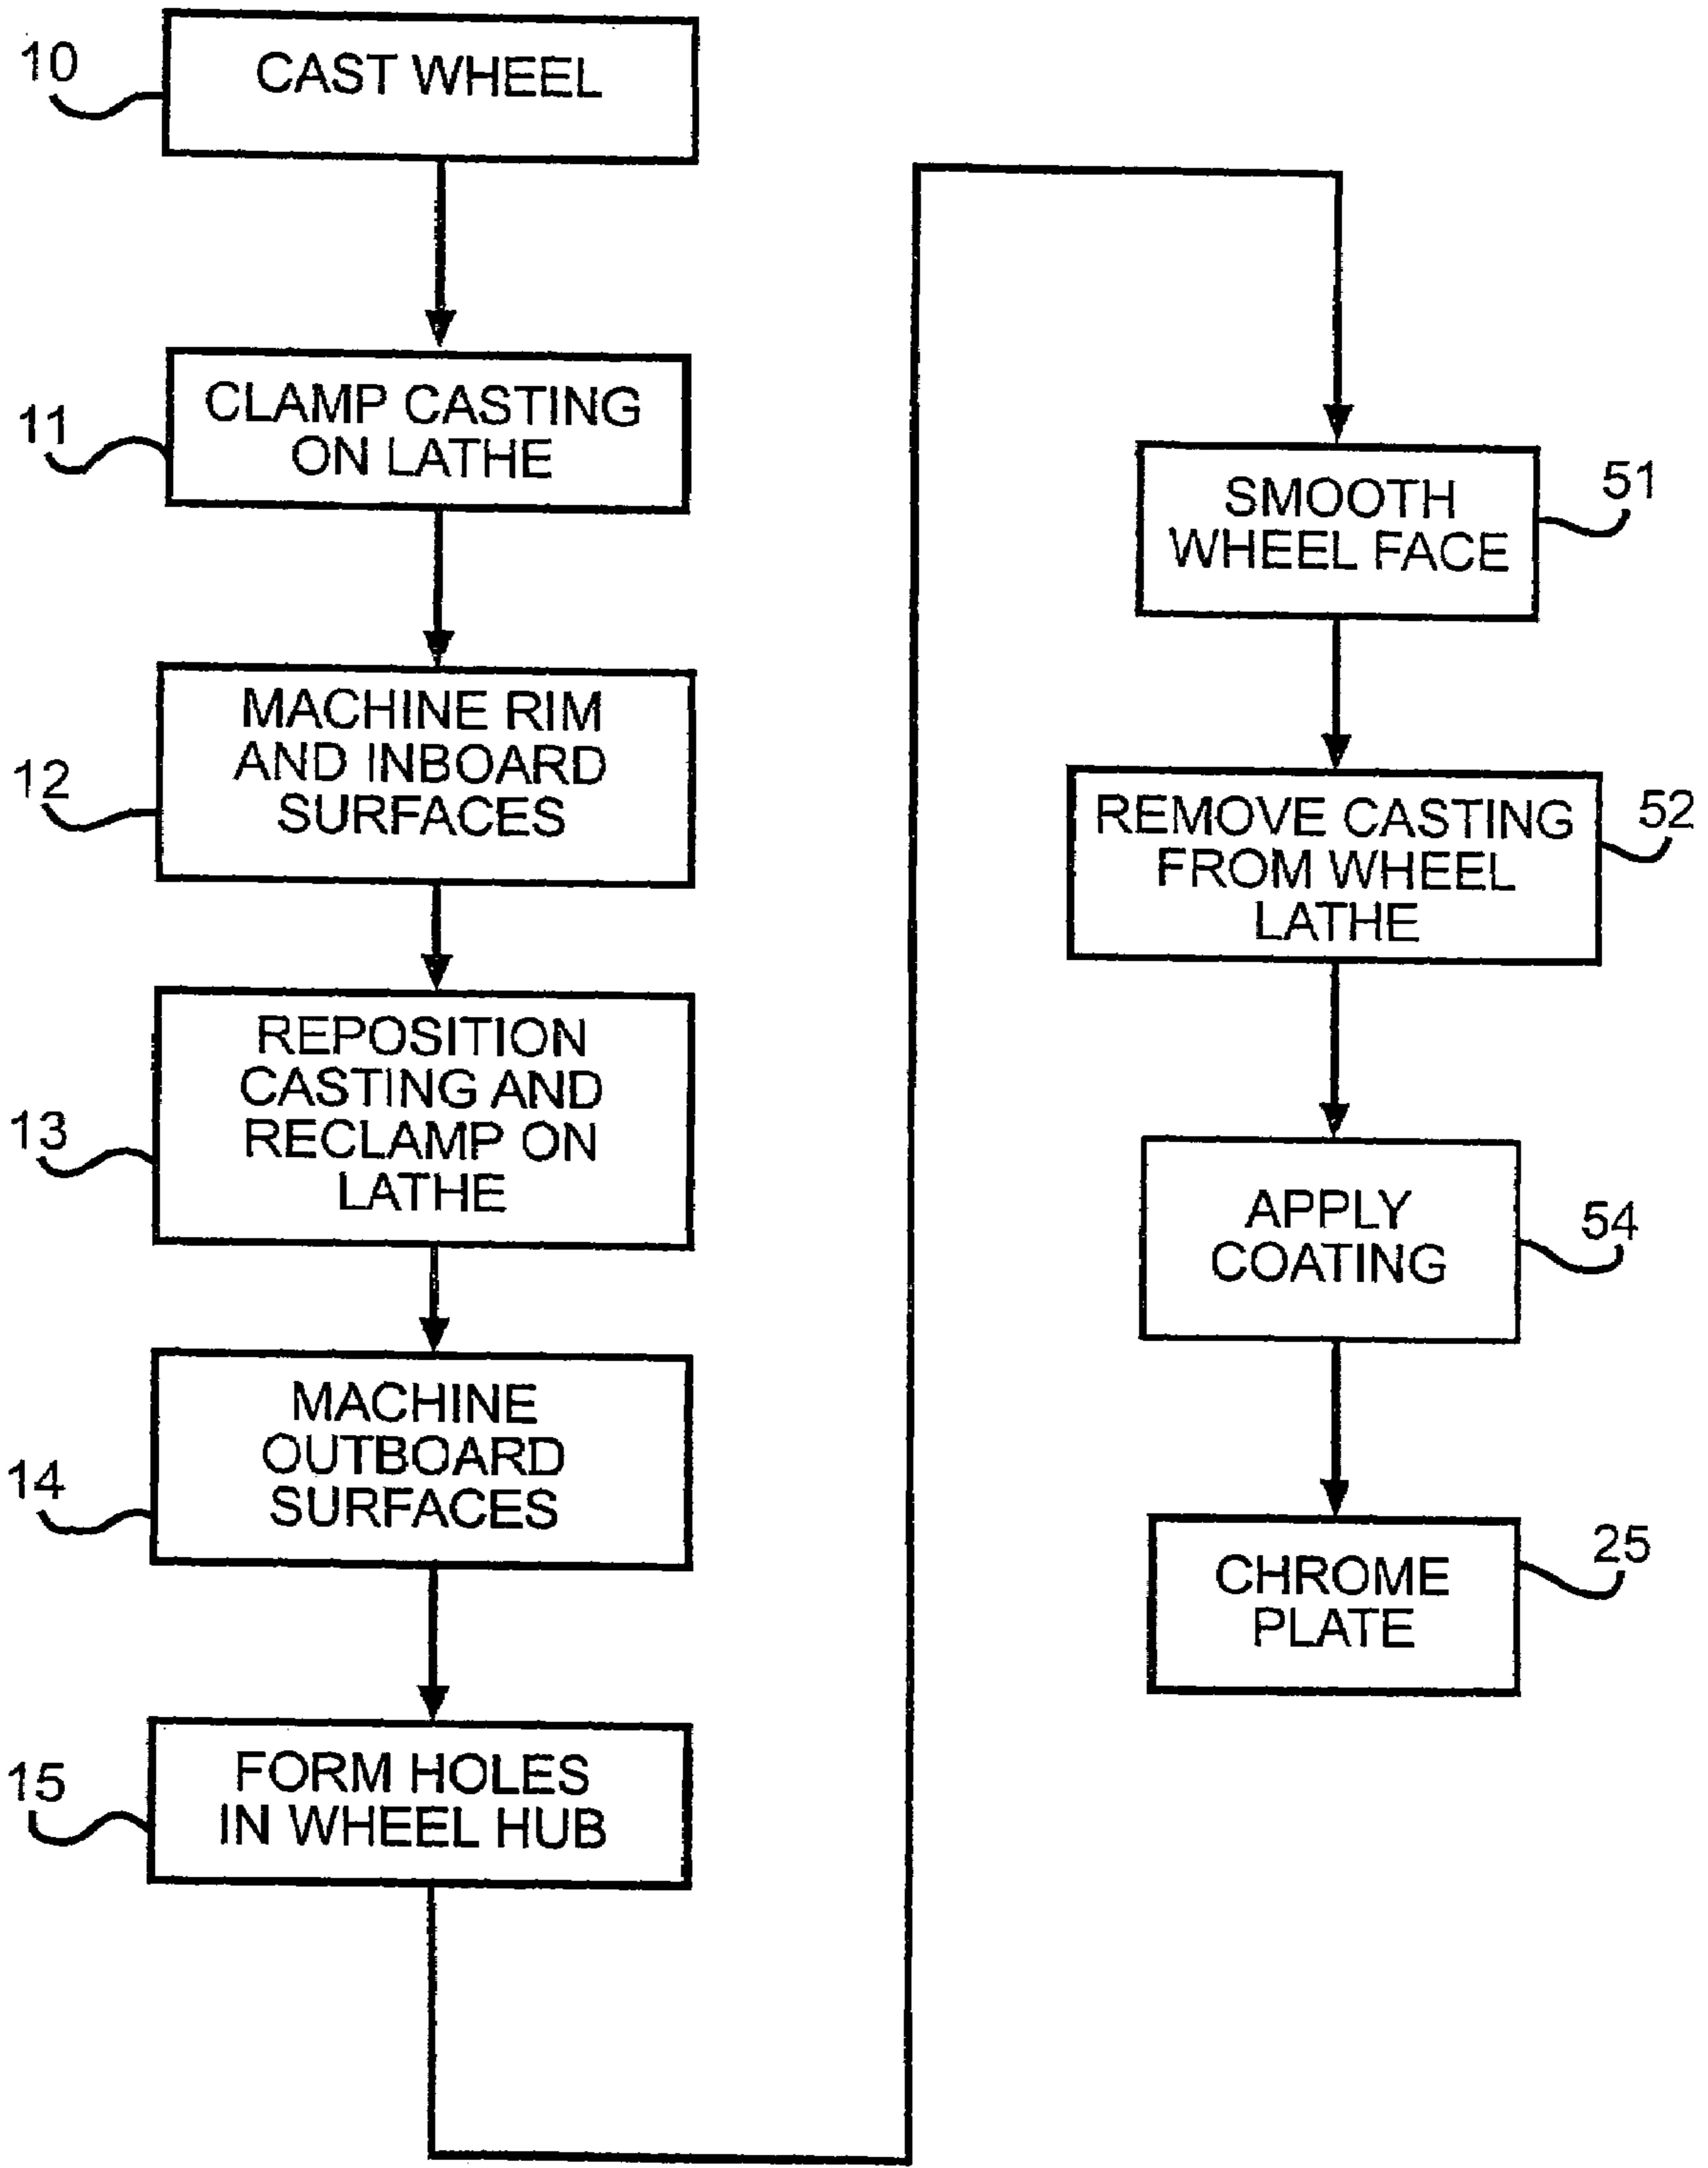 10
CAST WHEEL
11
CLAMP CASTING
ON LATHE
12
MACHINE RIM
AND INBOARD
SURFACES
13
REPOSITION
CASTING AND
RECLAMP ON
LATHE
14
MACHINE
OUTBOARD
SURFACES
15
FORM HOLES
IN WHEEL HUB
SMOOTH
WHEEL FACE
51
REMOVE CASTING
FROM WHEEL
LATHE
52
APPLY
COATING
54
CHROME
PLATE
25